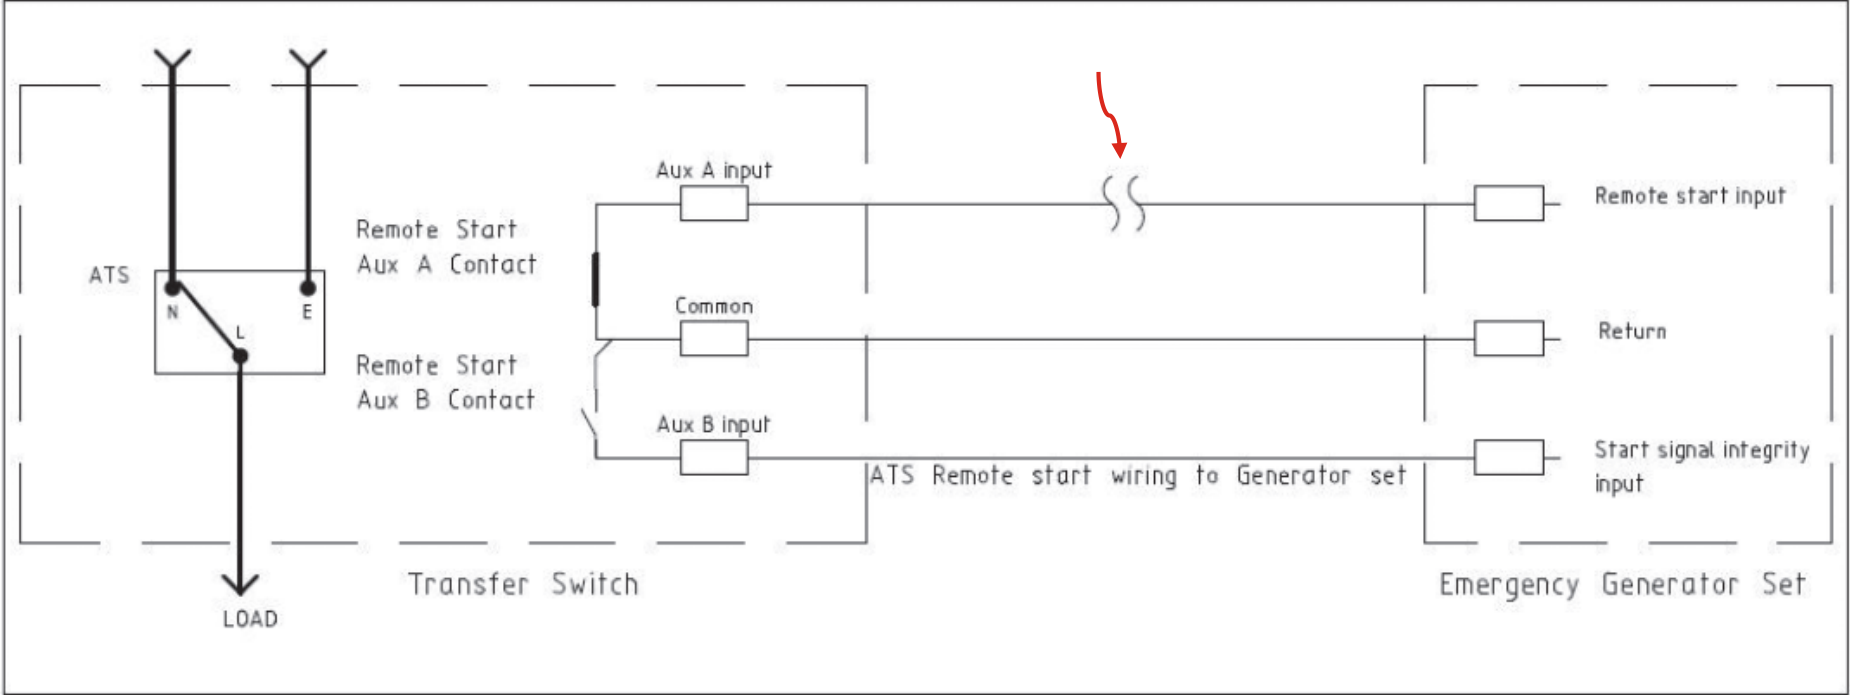 Aux A input
Remote start input
Remote Start
Aux A Contact
ATS
N
E
L
Common
Return
Remote Start
Aux B Contact
Aux B input
Start signal integrity
input
ATS Remote start wiring to Generator set
Transfer Switch
Emergency Generator Set
LOAD